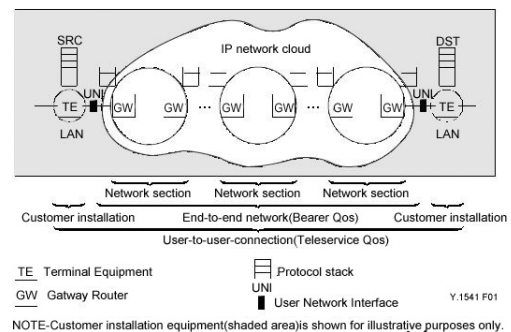 SRC
IP network cloud
DST
UNI
UNI
TE
GW
GW
...
GW
GW
...
GW
GW
TE
LAN
LAN
Network section
Network section
Network section
Customer installation
End-to-end network(Bearer Qos)
Customer installation
User-to-user-connection(Teleservice Qos)
TE Terminal Equipment
Protocol stack
UNI
GW Gatway Router
User Network Interface
Y.1541 F01
NOTE-Customer installation equipment(shaded area)is shown for illustrative purposes only.